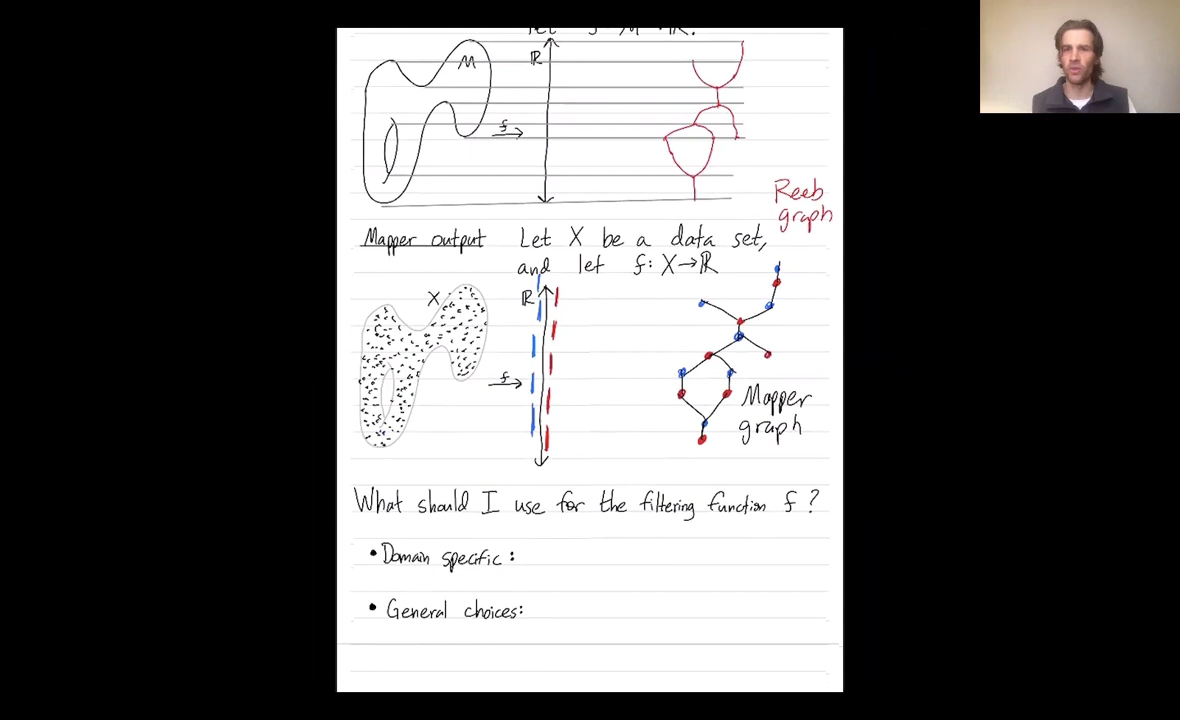 M
ℝ
f
Reeb
graph
Mapper output Let X be a data set,
and let f: X→ℝ
X
ℝ
f
Mapper
graph
What should I use for the filtering function f?
• Domain specific:
• General choices: